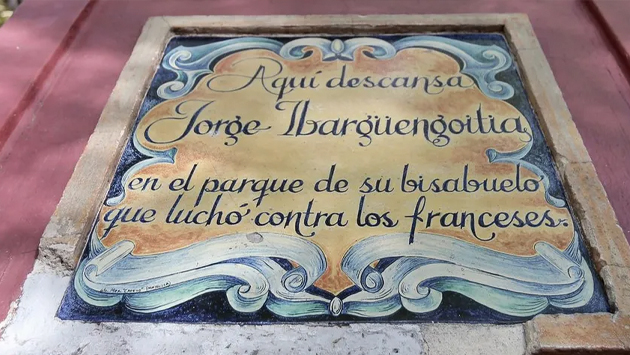 Aquí descansa
Jorge Ibargüengoitia
en el parque de su bisabuelo
que luchó contra los franceses.